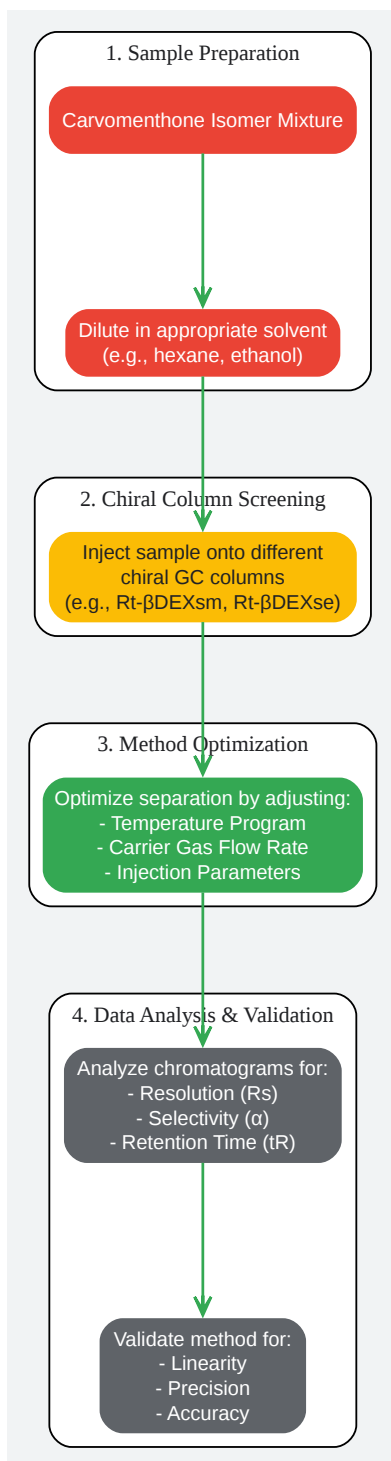 1. Sample Preparation
Carvomenthone Isomer Mixture
Dilute in appropriate solvent
(e.g., hexane, ethanol)
2. Chiral Column Screening
Inject sample onto different
chiral GC columns
(e.g., Rt-βDEXsm, Rt-βDEXse)
3. Method Optimization
Optimize separation by adjusting:
- Temperature Program
- Carrier Gas Flow Rate
- Injection Parameters
4. Data Analysis & Validation
Analyze chromatograms for:
- Resolution (Rs)
- Selectivity (α)
- Retention Time (tR)
Validate method for:
- Linearity
- Precision
- Accuracy